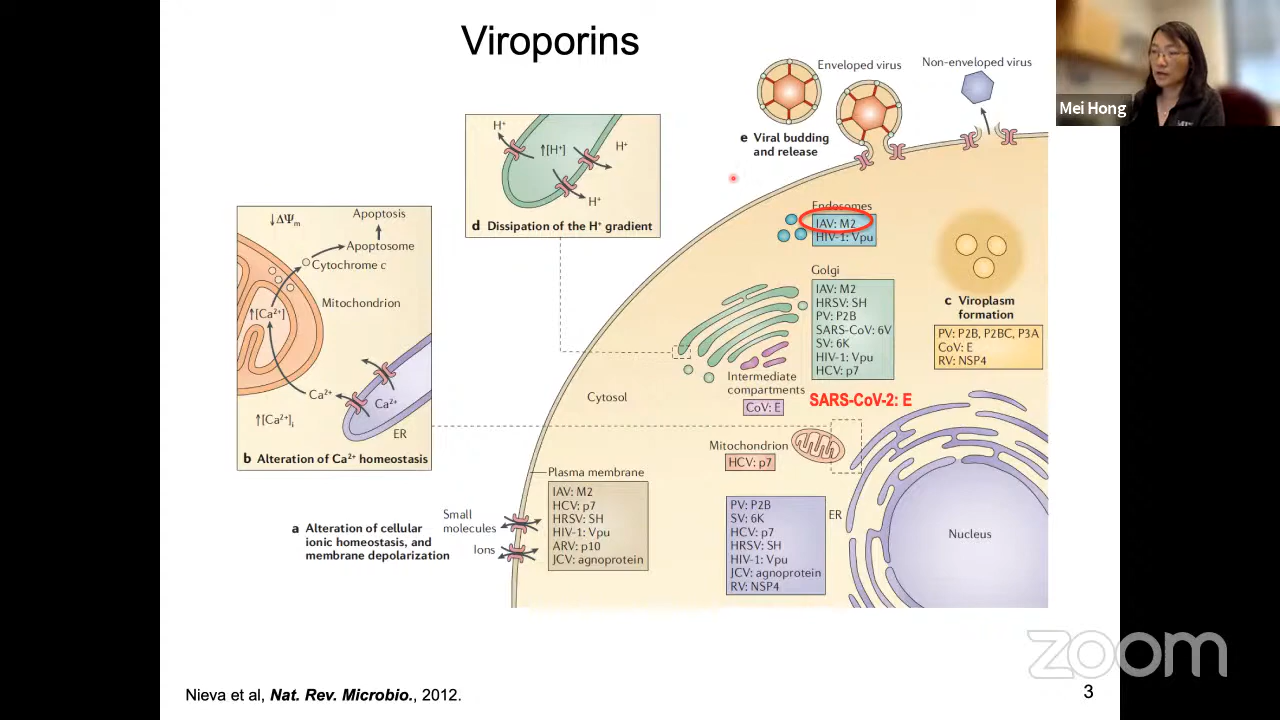 Viroporins
Mei Hong
Enveloped virus
Non-enveloped virus
e Viral budding
and release
H⁺
↑[H⁺]
H⁺
H⁺
d Dissipation of the H⁺ gradient
↓ΔΨₘ
Apoptosis
Apoptosome
Cytochrome c
Mitochondrion
↑[Ca²⁺]
Ca²⁺
Ca²⁺
↑[Ca²⁺]ᵢ
ER
b Alteration of Ca²⁺ homeostasis
Endosomes
IAV: M2
HIV-1: Vpu
Golgi
IAV: M2
HRSV: SH
PV: P2B
SARS-CoV: 6V
SV: 6K
HIV-1: Vpu
HCV: p7
c Viroplasm
formation
PV: P2B, P2BC, P3A
CoV: E
RV: NSP4
Intermediate
compartments
CoV: E
SARS-CoV-2: E
Cytosol
Mitochondrion
HCV: p7
Plasma membrane
IAV: M2
HCV: p7
HRSV: SH
HIV-1: Vpu
ARV: p10
JCV: agnoprotein
Small
molecules
Ions
a Alteration of cellular
ionic homeostasis, and
membrane depolarization
PV: P2B
SV: 6K
HCV: p7
HRSV: SH
HIV-1: Vpu
JCV: agnoprotein
RV: NSP4
ER
Nucleus
zoom
Nieva et al, Nat. Rev. Microbio., 2012.
3